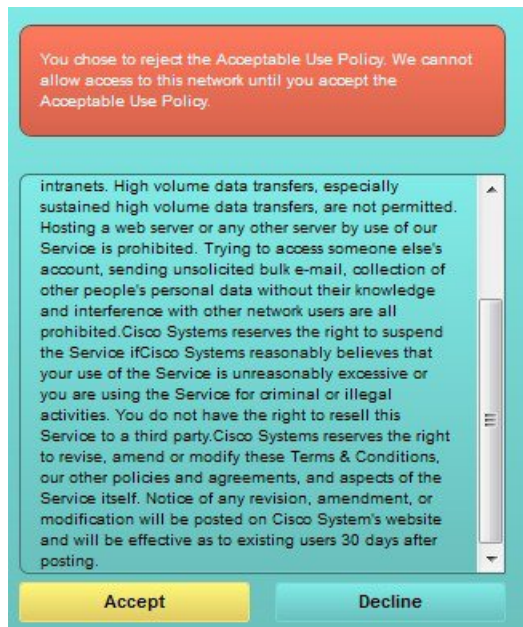 You chose to reject the Acceptable Use Policy. We cannot
allow access to this network until you accept the
Acceptable Use Policy.
intranets. High volume data transfers, especially
sustained high volume data transfers, are not permitted.
Hosting a web server or any other server by use of our
Service is prohibited. Trying to access someone else's
account, sending unsolicited bulk e-mail, collection of
other people's personal data without their knowledge
and interference with other network users are all
prohibited.Cisco Systems reserves the right to suspend
the Service ifCisco Systems reasonably believes that
your use of the Service is unreasonably excessive or
you are using the Service for criminal or illegal
activities. You do not have the right to resell this
Service to a third party.Cisco Systems reserves the right
to revise, amend or modify these Terms & Conditions,
our other policies and agreements, and aspects of the
Service itself. Notice of any revision, amendment, or
modification will be posted on Cisco System's website
and will be effective as to existing users 30 days after
posting.
Accept
Decline